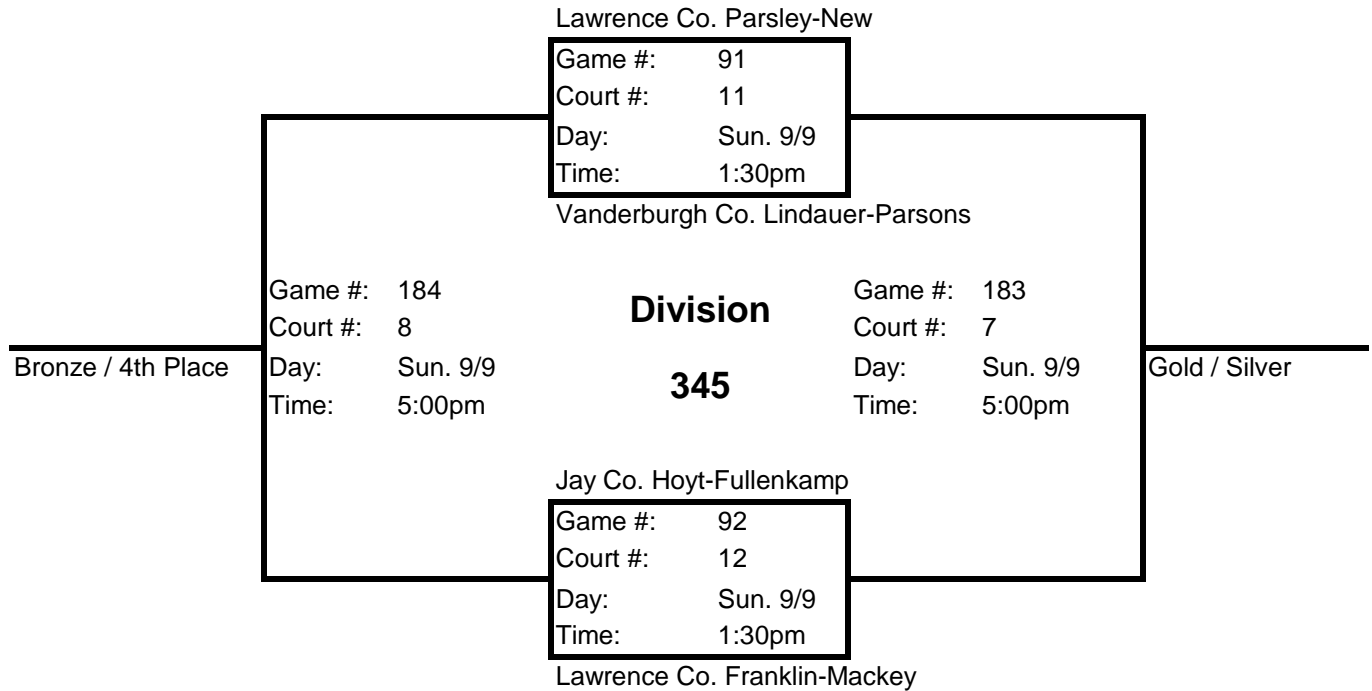 Lawrence Co. Parsley-New
Game #: 91
Court #: 11
Day: Sun. 9/9
Time: 1:30pm
Vanderburgh Co. Lindauer-Parsons
Game #: 184
Court #: 8
Bronze / 4th Place
Day: Sun. 9/9
Time: 5:00pm
Division
345
Game #: 183
Court #: 7
Day: Sun. 9/9
Time: 5:00pm
Gold / Silver
Jay Co. Hoyt-Fullenkamp
Game #: 92
Court #: 12
Day: Sun. 9/9
Time: 1:30pm
Lawrence Co. Franklin-Mackey